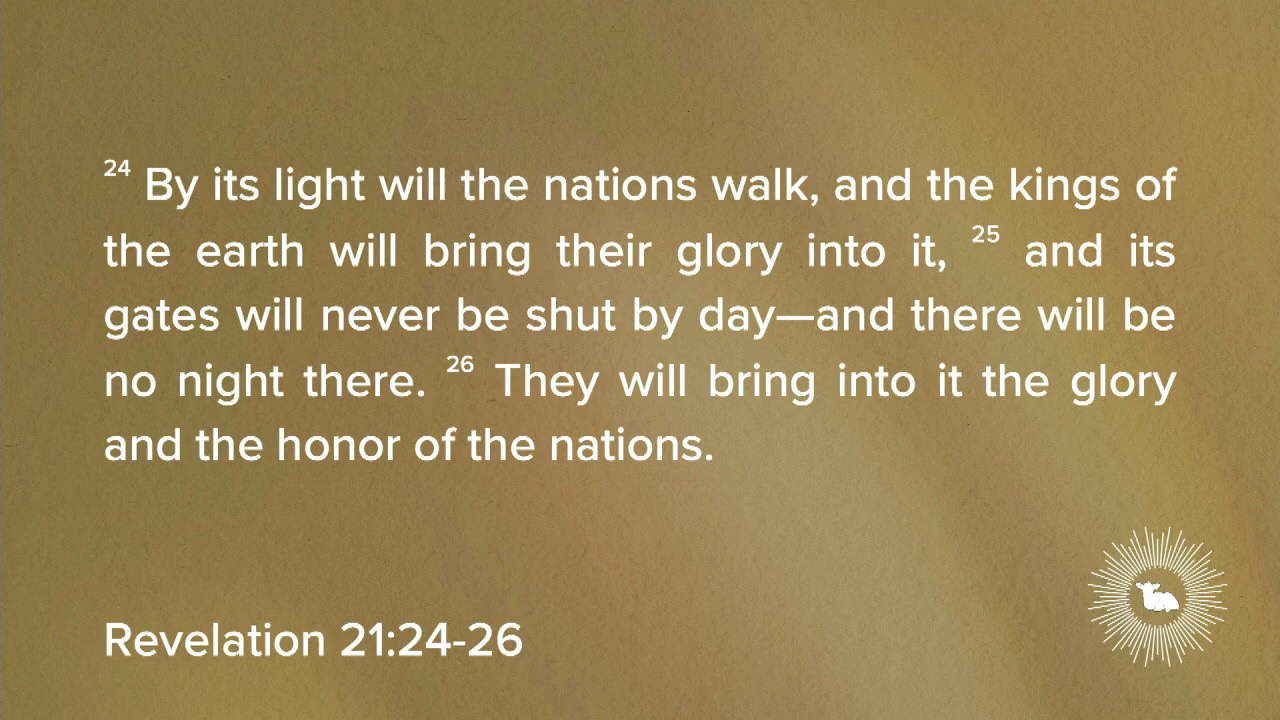 24 By its light will the nations walk, and the kings of
the earth will bring their glory into it, 25 and its
gates will never be shut by day—and there will be
no night there. 26 They will bring into it the glory
and the honor of the nations.
Revelation 21:24-26